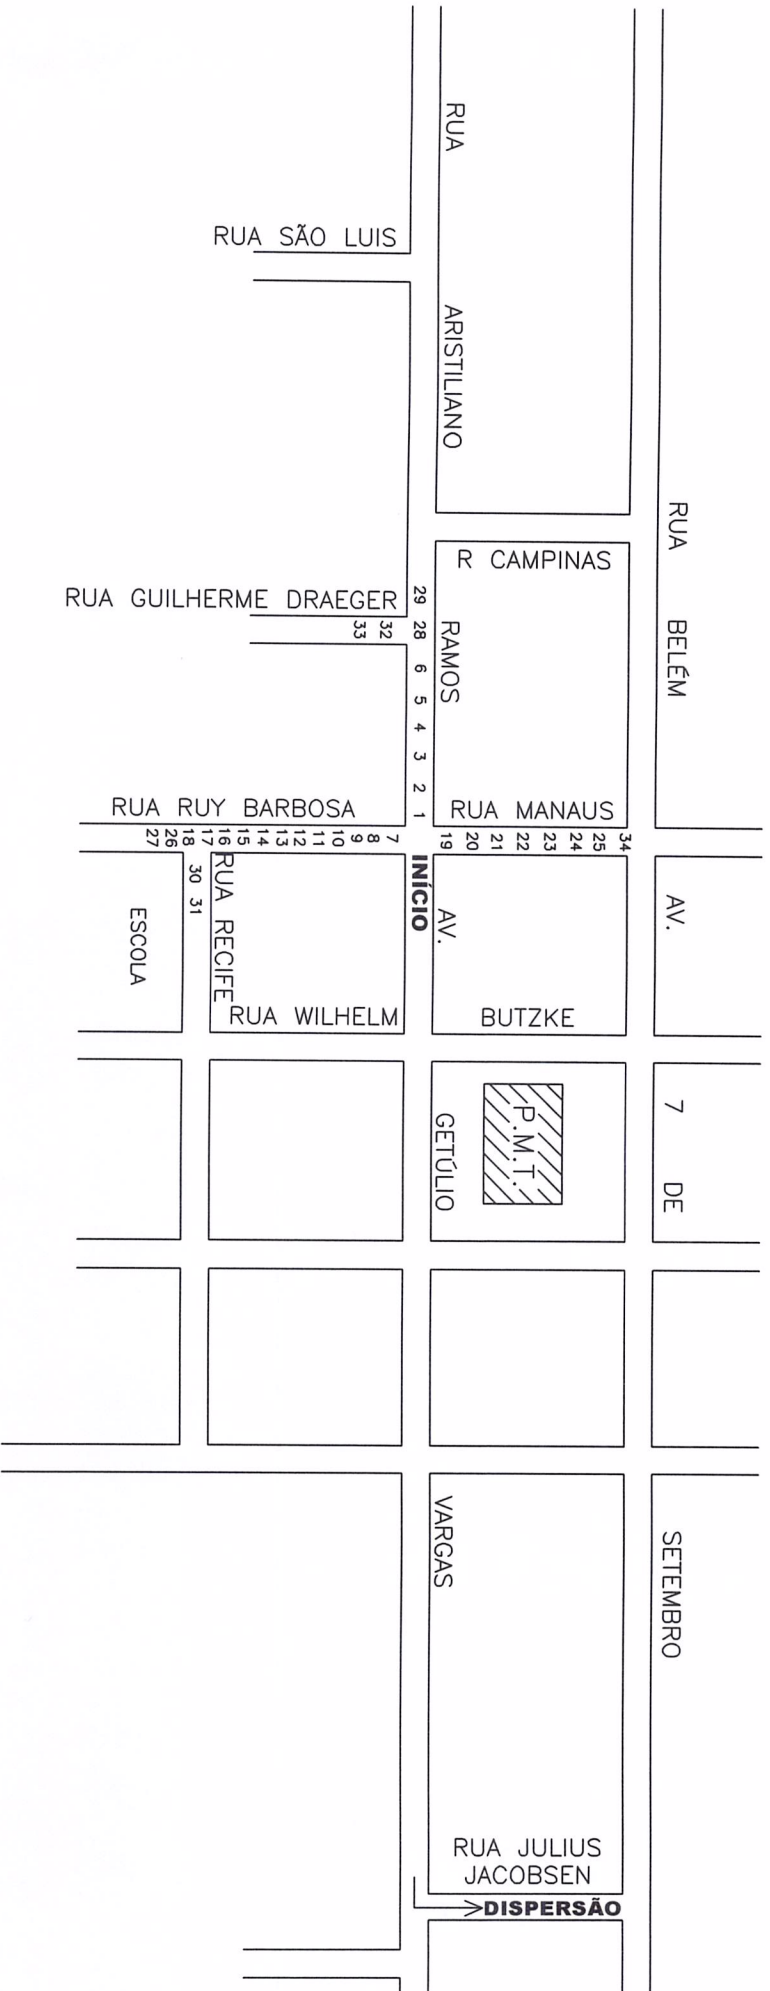 RUA ARISTILIANO RAMOS
RUA SÃO LUIS
RUA BELÉM
R CAMPINAS
RUA GUILHERME DRAEGER
29 28 6 5 4 3 2 1
33 32
RUA RUY BARBOSA
RUA MANAUS
27 26 18 17 16 15 14 13 12 11 10 9 8 7
19 20 21 22 23 24 25 34
30 31
INÍCIO
ESCOLA
RUA RECIFE
RUA WILHELM BUTZKE
P.M.T.
AV. GETÚLIO VARGAS
AV. 7 DE SETEMBRO
RUA JULIUS
JACOBSEN
DISPERSÃO